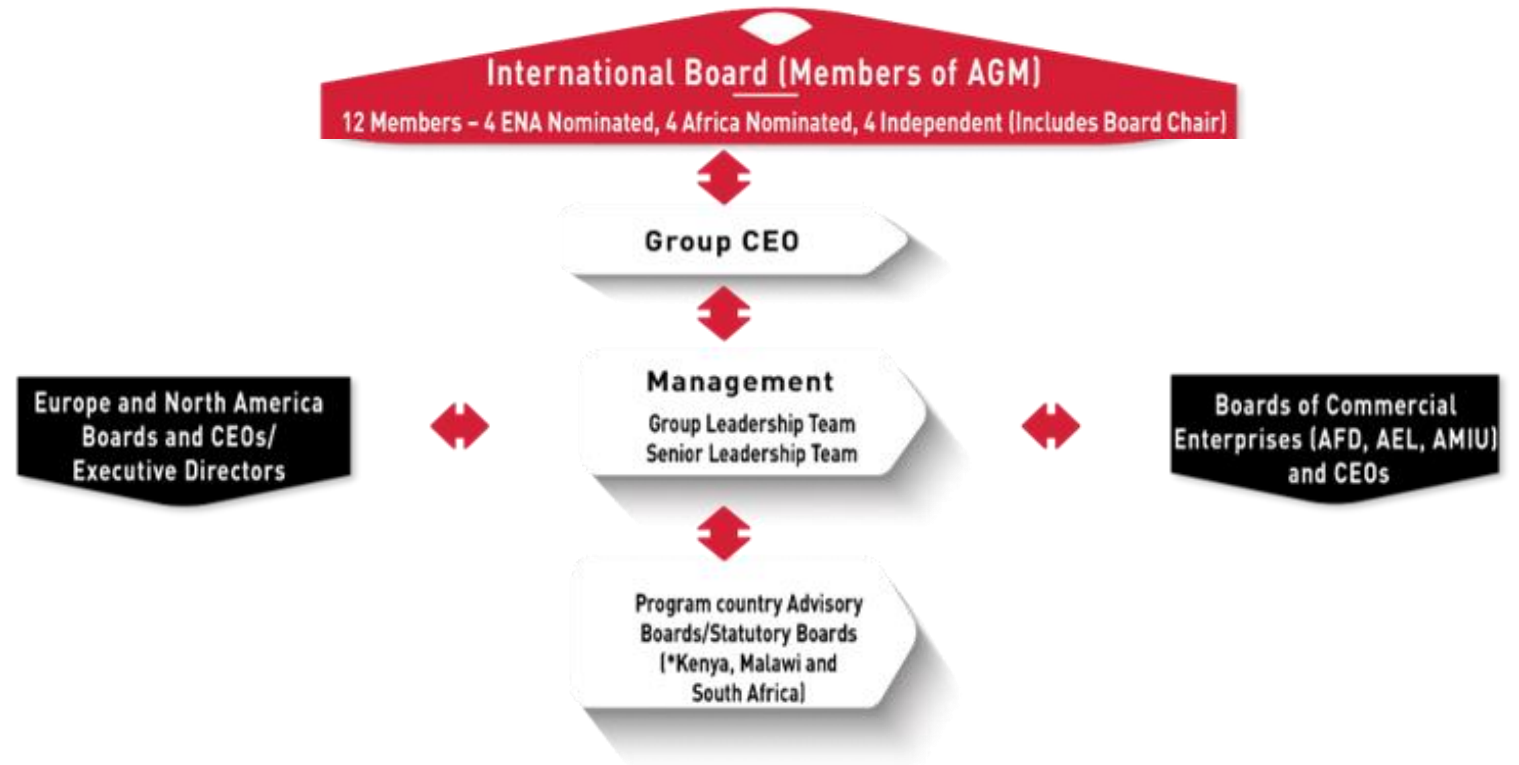 International Board (Members of AGM)
12 Members – 4 ENA Nominated, 4 Africa Nominated, 4 Independent (Includes Board Chair)
Group CEO
Europe and North America
Boards and CEOs/
Executive Directors
Management
Group Leadership Team
Senior Leadership Team
Boards of Commercial
Enterprises (AFD, AEL, AMIU)
and CEOs
Program country Advisory
Boards/Statutory Boards
(*Kenya, Malawi and
South Africa)